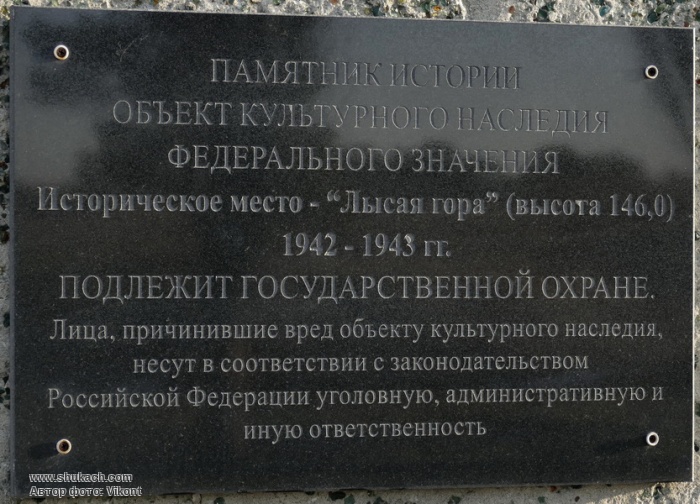 ПАМЯТНИК ИСТОРИИ
ОБЪЕКТ КУЛЬТУРНОГО НАСЛЕДИЯ
ФЕДЕРАЛЬНОГО ЗНАЧЕНИЯ
Историческое место - “Лысая гора” (высота 146,0)
1942 - 1943 гг.
ПОДЛЕЖИТ ГОСУДАРСТВЕННОЙ ОХРАНЕ.
Лица, причинившие вред объекту культурного наследия,
несут в соответствии с законодательством
Российской Федерации уголовную, административную и
иную ответственность
www.shukach.com
Автор фото: Vikont